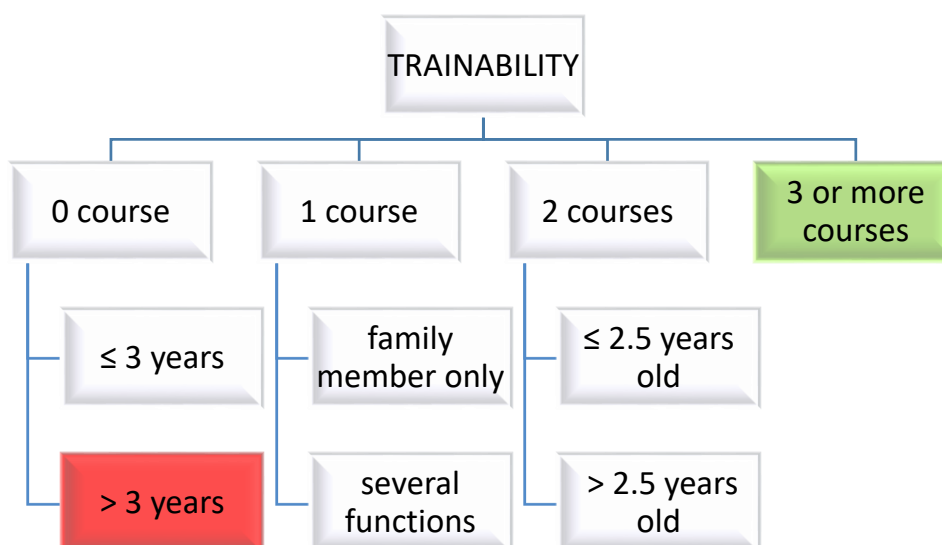 TRAINABILITY
0 course
1 course
2 courses
3 or more
courses
≤ 3 years
family
member only
≤ 2.5 years
old
> 3 years
several
functions
> 2.5 years
old